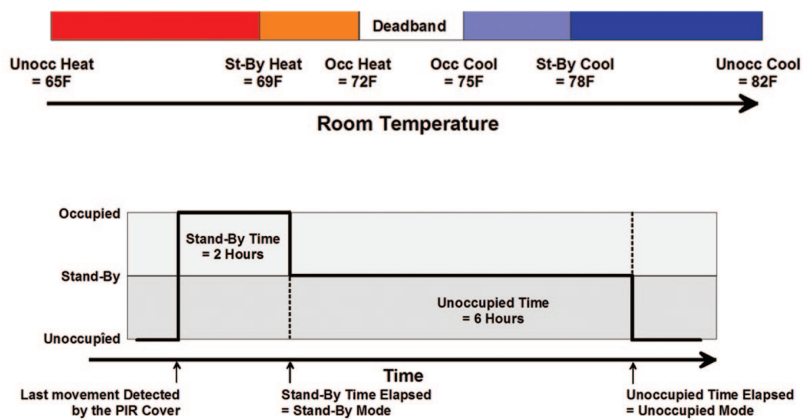 Deadband
Unocc Heat
= 65F
St-By Heat
= 69F
Occ Heat
= 72F
Occ Cool
= 75F
St-By Cool
= 78F
Unocc Cool
= 82F
Room Temperature
Occupied
Stand-By Time
= 2 Hours
Stand-By
Unoccupied Time
= 6 Hours
Unoccupied
Time
Last movement Detected
by the PIR Cover
Stand-By Time Elapsed
= Stand-By Mode
Unoccupied Time Elapsed
= Unoccupied Mode